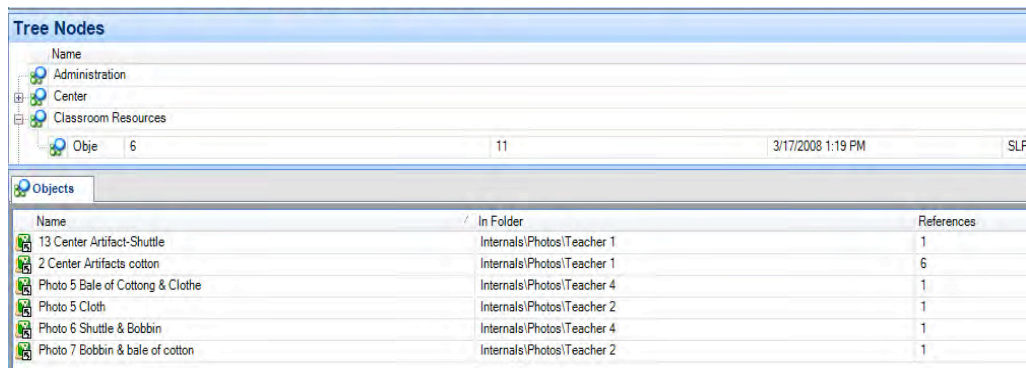 Tree Nodes
Name
Administration
Center
Classroom Resources
Obje 6 11 3/17/2008 1:19 PM SLF
Objects
Name / In Folder References
13 Center Artifact-Shuttle Internals\Photos\Teacher 1 1
2 Center Artifacts cotton Internals\Photos\Teacher 1 6
Photo 5 Bale of Cottong & Clothe Internals\Photos\Teacher 4 1
Photo 5 Cloth Internals\Photos\Teacher 2 1
Photo 6 Shuttle & Bobbin Internals\Photos\Teacher 4 1
Photo 7 Bobbin & bale of cotton Internals\Photos\Teacher 2 1